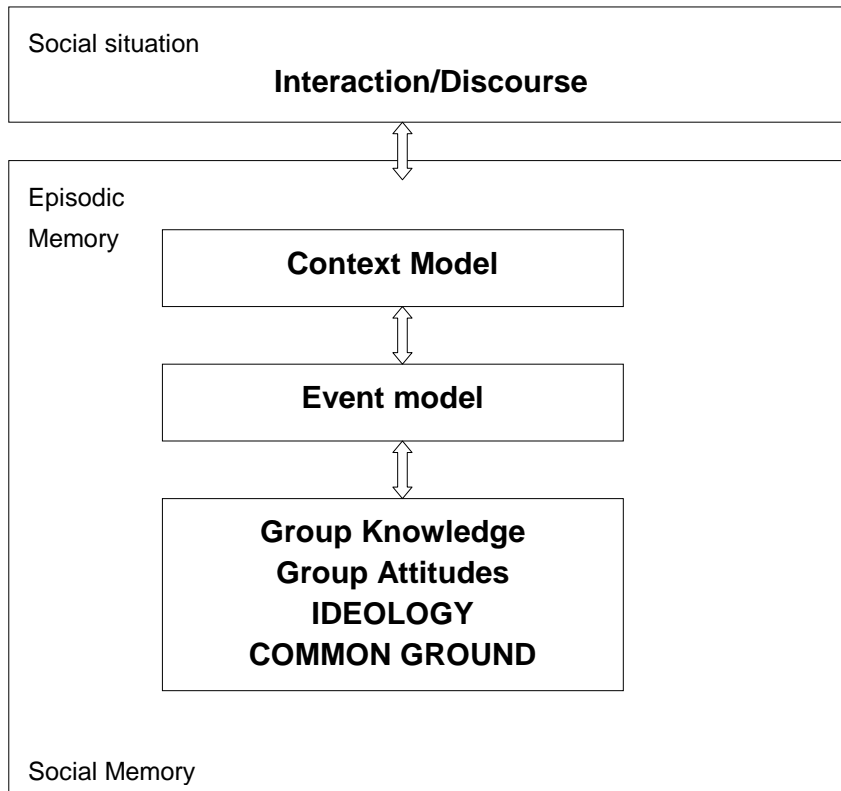 Social situation
Interaction/Discourse
Episodic
Memory
Context Model
Event model
Group Knowledge
Group Attitudes
IDEOLOGY
COMMON GROUND
Social Memory